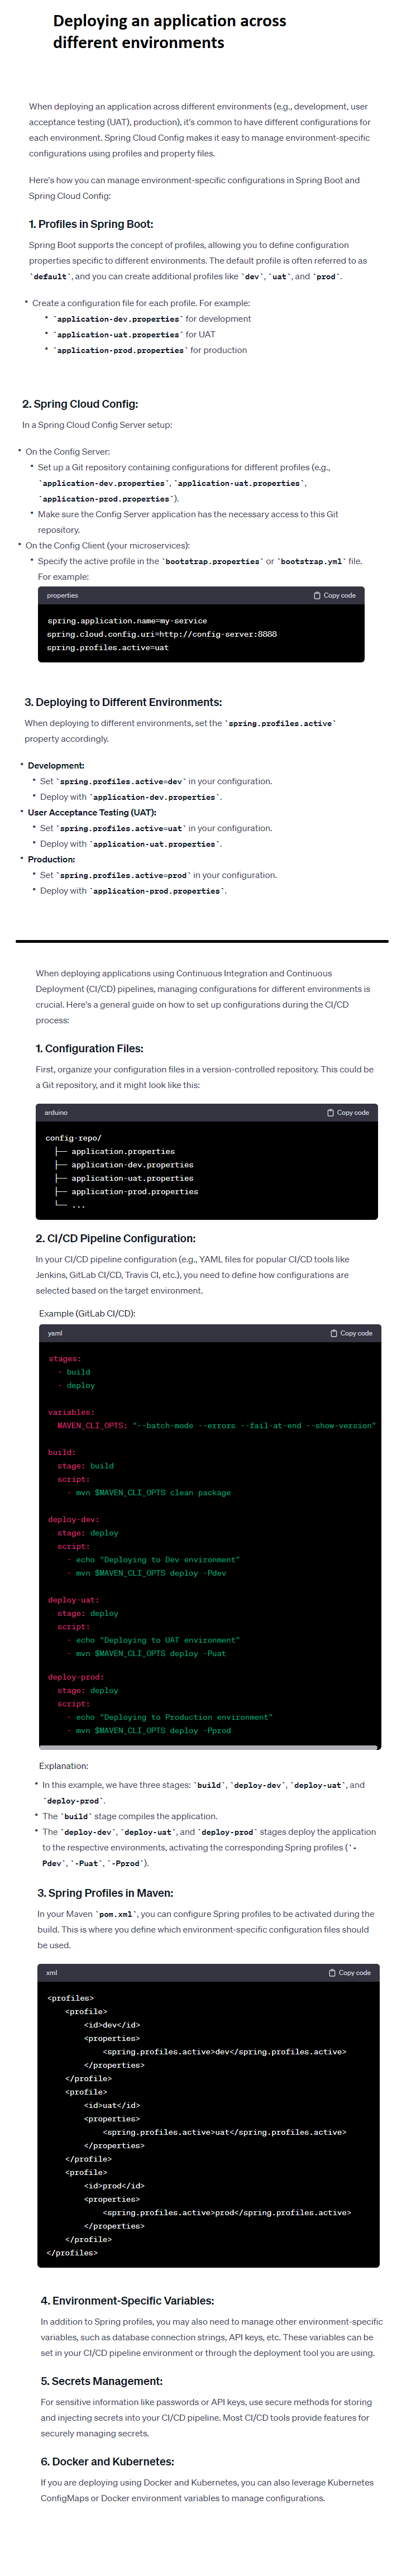 Deploying an application across
different environments
When deploying an application across different environments (e.g., development, user
acceptance testing (UAT), production), it's common to have different configurations for
each environment. Spring Cloud Config makes it easy to manage environment-specific
configurations using profiles and property files.
Here's how you can manage environment-specific configurations in Spring Boot and
Spring Cloud Config:
1. Profiles in Spring Boot:
Spring Boot supports the concept of profiles, allowing you to define configuration
properties specific to different environments. The default profile is often referred to as
`default`, and you can create additional profiles like `dev`, `uat`, and `prod`.
• Create a configuration file for each profile. For example:
• `application-dev.properties` for development
• `application-uat.properties` for UAT
• `application-prod.properties` for production
2. Spring Cloud Config:
In a Spring Cloud Config Server setup:
• On the Config Server:
• Set up a Git repository containing configurations for different profiles (e.g.,
`application-dev.properties`, `application-uat.properties`,
`application-prod.properties`).
• Make sure the Config Server application has the necessary access to this Git
repository.
• On the Config Client (your microservices):
• Specify the active profile in the `bootstrap.properties` or `bootstrap.yml` file.
For example:
properties Copy code
spring.application.name=my-service
spring.cloud.config.uri=http://config-server:8888
spring.profiles.active=uat
3. Deploying to Different Environments:
When deploying to different environments, set the `spring.profiles.active`
property accordingly.
• Development:
• Set `spring.profiles.active=dev` in your configuration.
• Deploy with `application-dev.properties`.
• User Acceptance Testing (UAT):
• Set `spring.profiles.active=uat` in your configuration.
• Deploy with `application-uat.properties`.
• Production:
• Set `spring.profiles.active=prod` in your configuration.
• Deploy with `application-prod.properties`.
When deploying applications using Continuous Integration and Continuous
Deployment (CI/CD) pipelines, managing configurations for different environments is
crucial. Here's a general guide on how to set up configurations during the CI/CD
process:
1. Configuration Files:
First, organize your configuration files in a version-controlled repository. This could be
a Git repository, and it might look like this:
arduino Copy code
config-repo/
├── application.properties
├── application-dev.properties
├── application-uat.properties
├── application-prod.properties
└── ...
2. CI/CD Pipeline Configuration:
In your CI/CD pipeline configuration (e.g., YAML files for popular CI/CD tools like
Jenkins, GitLab CI/CD, Travis CI, etc.), you need to define how configurations are
selected based on the target environment.
Example (GitLab CI/CD):
yaml Copy code
stages:
- build
- deploy
variables:
MAVEN_CLI_OPTS: "--batch-mode --errors --fail-at-end --show-version"
build:
stage: build
script:
- mvn $MAVEN_CLI_OPTS clean package
deploy-dev:
stage: deploy
script:
- echo "Deploying to Dev environment"
- mvn $MAVEN_CLI_OPTS deploy -Pdev
deploy-uat:
stage: deploy
script:
- echo "Deploying to UAT environment"
- mvn $MAVEN_CLI_OPTS deploy -Puat
deploy-prod:
stage: deploy
script:
- echo "Deploying to Production environment"
- mvn $MAVEN_CLI_OPTS deploy -Pprod
Explanation:
• In this example, we have three stages: `build`, `deploy-dev`, `deploy-uat`, and
`deploy-prod`.
• The `build` stage compiles the application.
• The `deploy-dev`, `deploy-uat`, and `deploy-prod` stages deploy the application
to the respective environments, activating the corresponding Spring profiles (`-
Pdev`, `-Puat`, `-Pprod`).
3. Spring Profiles in Maven:
In your Maven `pom.xml`, you can configure Spring profiles to be activated during the
build. This is where you define which environment-specific configuration files should
be used.
xml Copy code
<profiles>
<profile>
<id>dev</id>
<properties>
<spring.profiles.active>dev</spring.profiles.active>
</properties>
</profile>
<profile>
<id>uat</id>
<properties>
<spring.profiles.active>uat</spring.profiles.active>
</properties>
</profile>
<profile>
<id>prod</id>
<properties>
<spring.profiles.active>prod</spring.profiles.active>
</properties>
</profile>
</profiles>
4. Environment-Specific Variables:
In addition to Spring profiles, you may also need to manage other environment-specific
variables, such as database connection strings, API keys, etc. These variables can be
set in your CI/CD pipeline environment or through the deployment tool you are using.
5. Secrets Management:
For sensitive information like passwords or API keys, use secure methods for storing
and injecting secrets into your CI/CD pipeline. Most CI/CD tools provide features for
securely managing secrets.
6. Docker and Kubernetes:
If you are deploying using Docker and Kubernetes, you can also leverage Kubernetes
ConfigMaps or Docker environment variables to manage configurations.